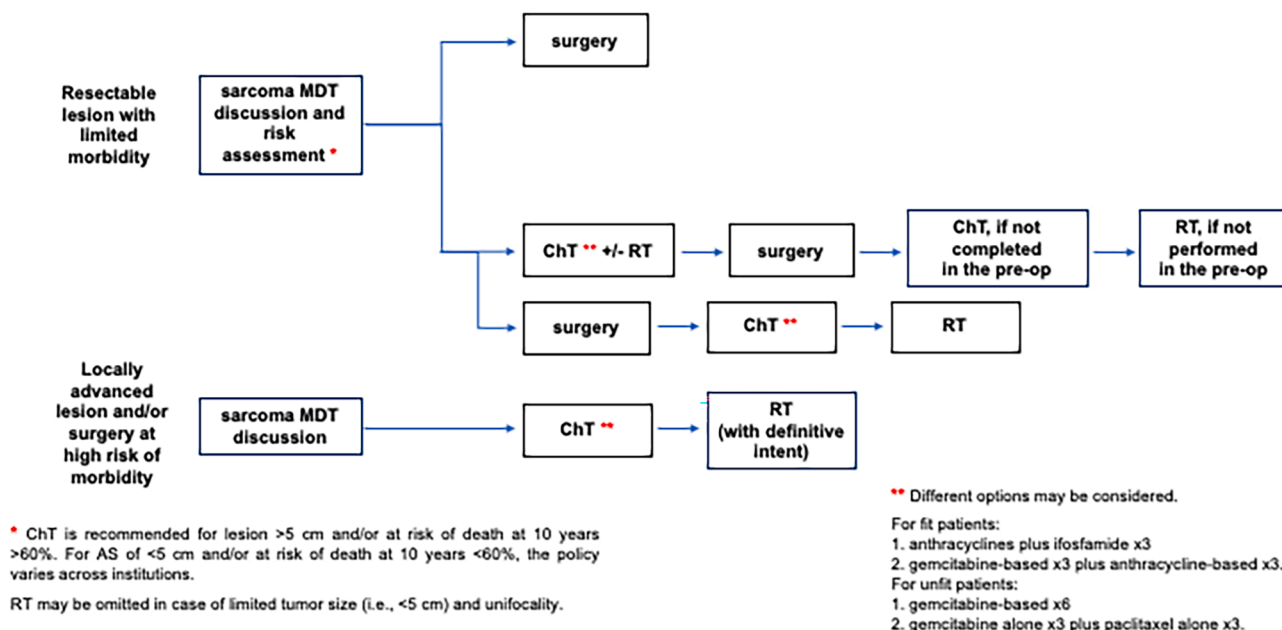 surgery
Resectable
lesion with
limited
morbidity
sarcoma MDT
discussion and
risk
assessment *
ChT ** +/- RT
surgery
ChT, if not
completed
in the pre-op
RT, if not
performed
in the pre-op
surgery
ChT **
RT
Locally
advanced
lesion and/or
surgery at
high risk of
morbidity
sarcoma MDT
discussion
ChT **
RT
(with definitive
intent)
* ChT is recommended for lesion >5 cm and/or at risk of death at 10 years
>60%. For AS of <5 cm and/or at risk of death at 10 years <60%, the policy
varies across institutions.
RT may be omitted in case of limited tumor size (i.e., <5 cm) and unifocality.
** Different options may be considered.
For fit patients:
1. anthracyclines plus ifosfamide x3
2. gemcitabine-based x3 plus anthracycline-based x3.
For unfit patients:
1. gemcitabine-based x6
2. gemcitabine alone x3 plus paclitaxel alone x3.